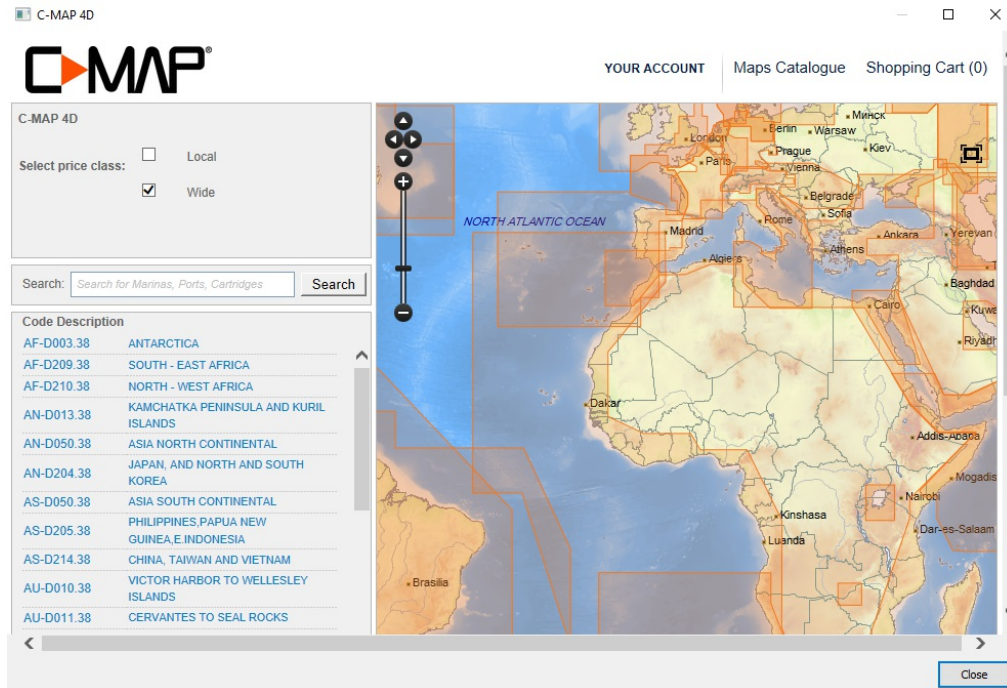 C-MAP 4D
C-MAP®
YOUR ACCOUNT
Maps Catalogue
Shopping Cart (0)
C-MAP 4D
Select price class:
Local
Wide
Search:
Search for Marinas, Ports, Cartridges
Search
Code Description
AF-D003.38 ANTARCTICA
AF-D209.38 SOUTH - EAST AFRICA
AF-D210.38 NORTH - WEST AFRICA
AN-D013.38 KAMCHATKA PENINSULA AND KURIL
ISLANDS
AN-D050.38 ASIA NORTH CONTINENTAL
AN-D204.38 JAPAN, AND NORTH AND SOUTH
KOREA
AS-D050.38 ASIA SOUTH CONTINENTAL
AS-D205.38 PHILIPPINES,PAPUA NEW
GUINEA,E.INDONESIA
AS-D214.38 CHINA, TAIWAN AND VIETNAM
AU-D010.38 VICTOR HARBOR TO WELLESLEY
ISLANDS
AU-D011.38 CERVANTES TO SEAL ROCKS
Минск
London
Berlin
Warsaw
Prague
Kiev
Paris
Vienna
Belgrade
NORTH ATLANTIC OCEAN
Rome
Sofia
Madrid
Ankara
Yerevan
Athens
Algiers
Baghdad
Cairo
Kuwa
Riyadh
Dakar
Addis-Ababa
Mogadis
Nairobi
Kinshasa
Dar-es-Salaam
Luanda
Brasilia
Close